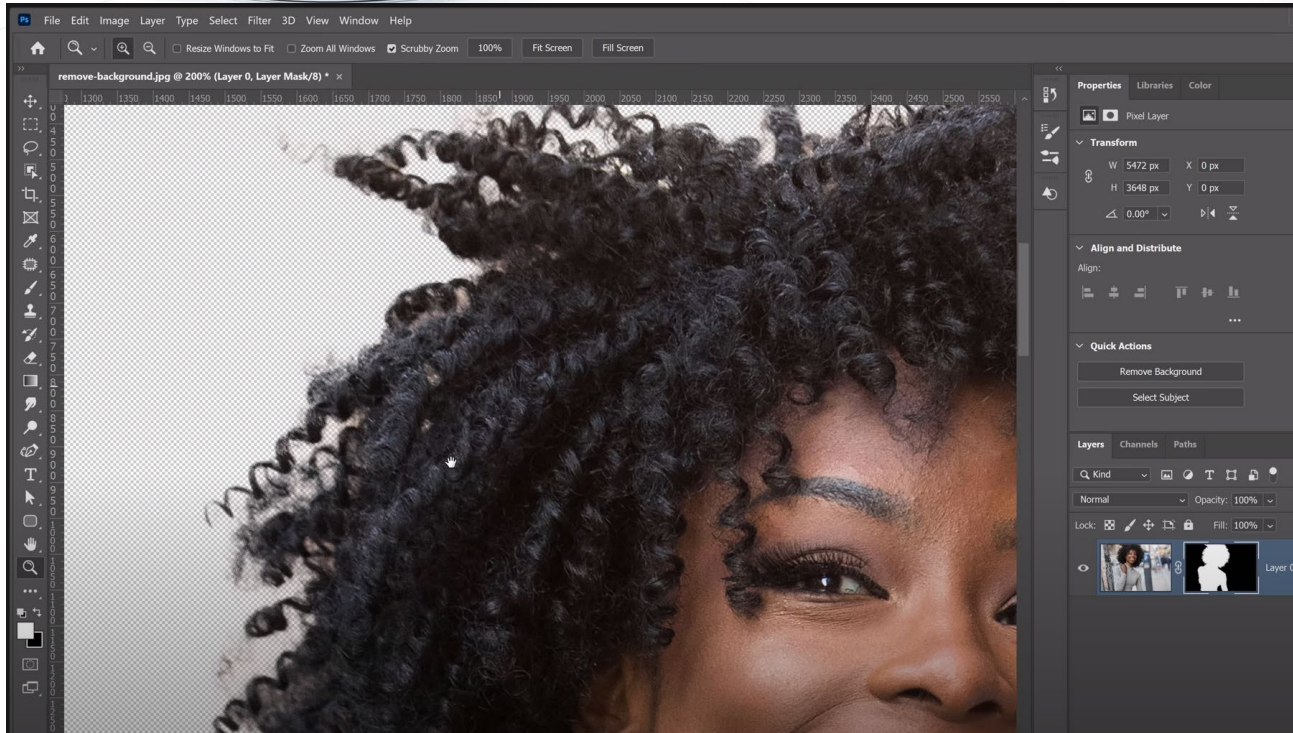 Ps File Edit Image Layer Type Select Filter 3D View Window Help
Resize Windows to Fit Zoom All Windows Scrubby Zoom 100% Fit Screen Fill Screen
remove-background.jpg @ 200% (Layer 0, Layer Mask/8) * ×
1300 1350 1400 1450 1500 1550 1600 1650 1700 1750 1800 1850 1900 1950 2000 2050 2100 2150 2200 2250 2300 2350 2400 2450 2500 2550
Properties Libraries Color
Pixel Layer
Transform
W 5472 px X 0 px
H 3648 px Y 0 px
0.00°
Align and Distribute
Align:
Quick Actions
Remove Background
Select Subject
Layers Channels Paths
Kind
Normal Opacity: 100%
Lock: Fill: 100%
Layer 0